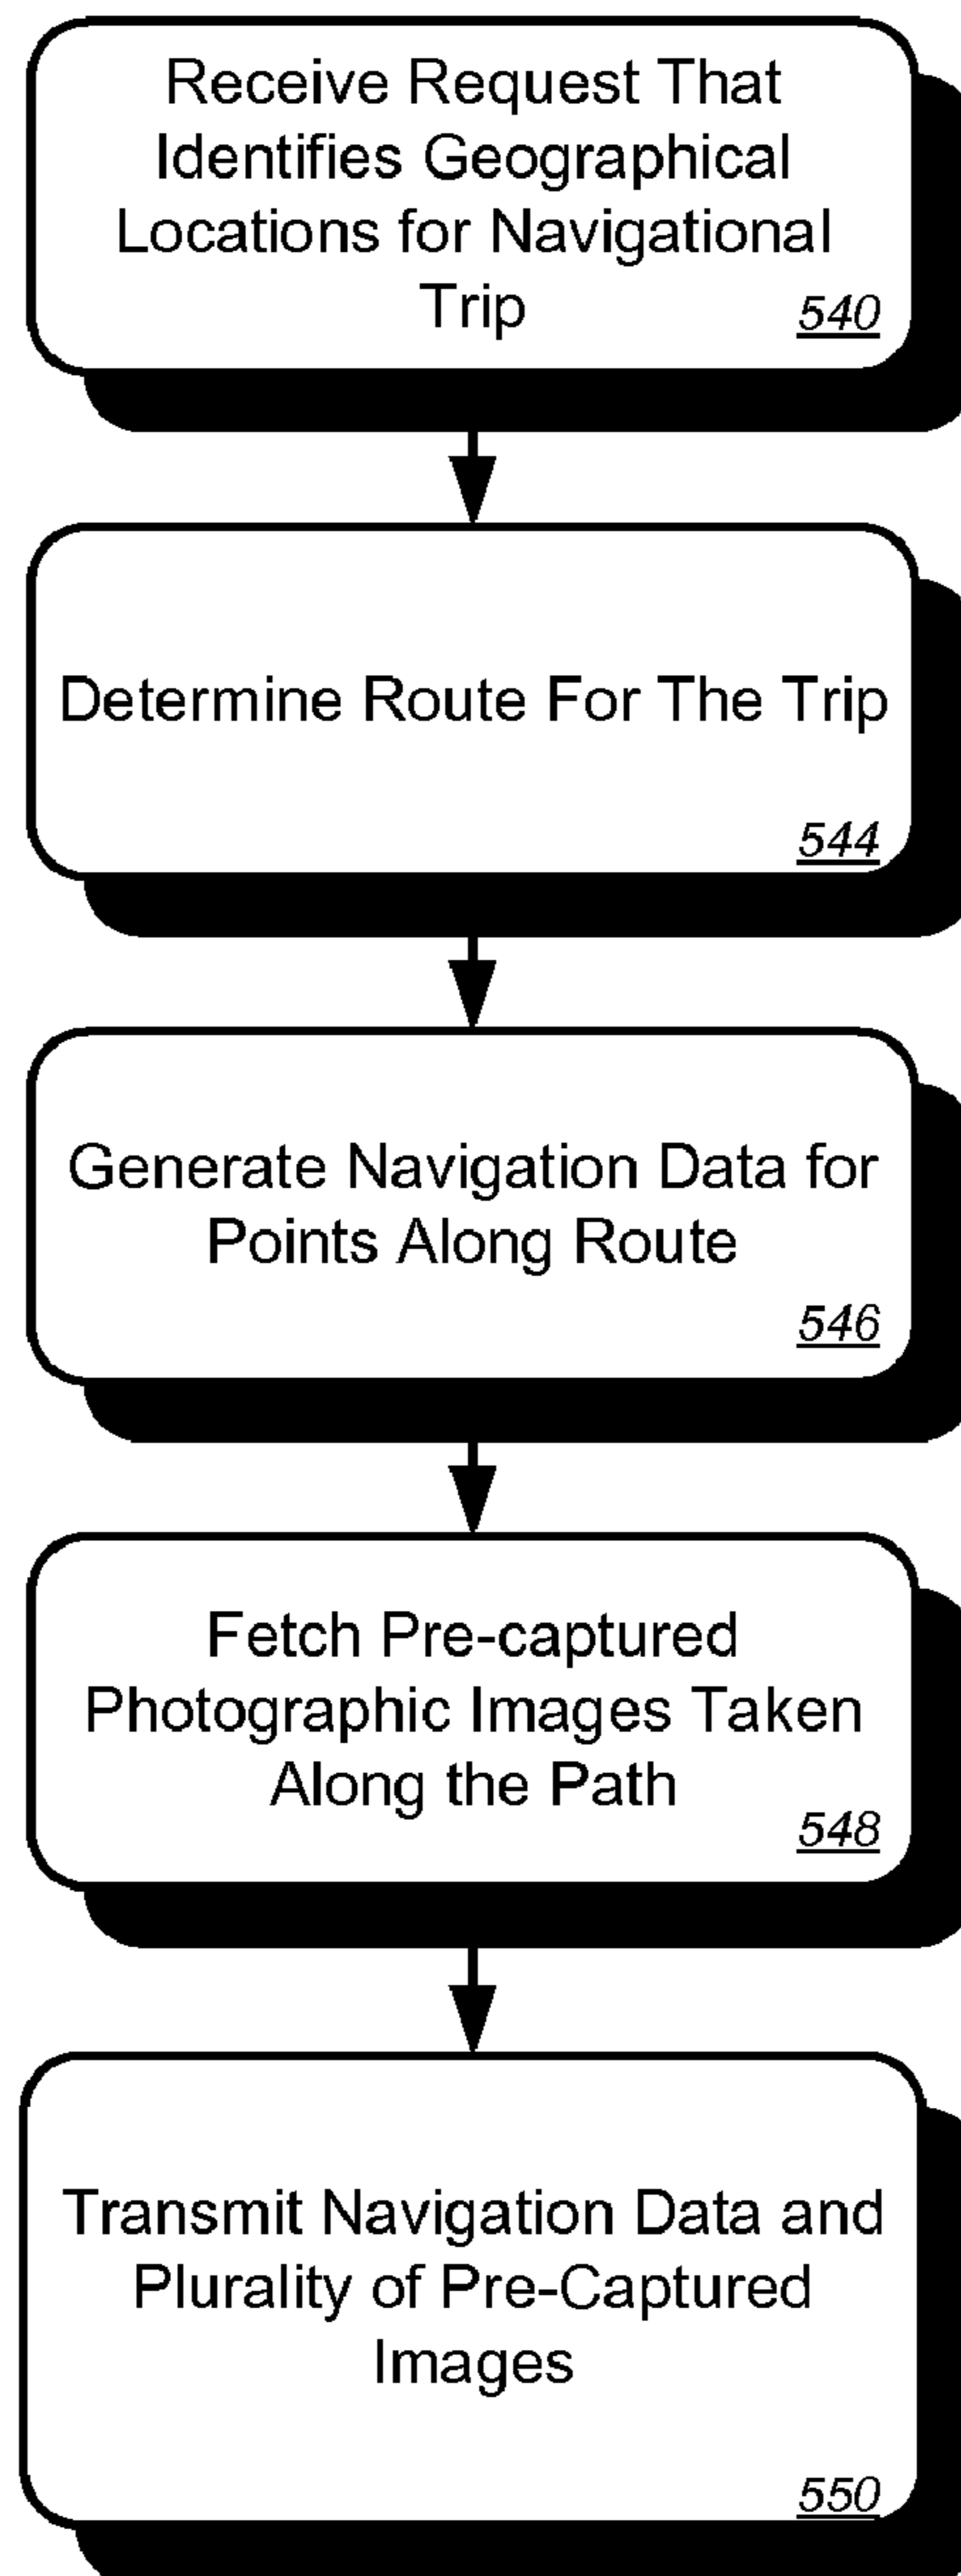 Receive Request That
Identifies Geographical
Locations for Navigational
Trip
540
Determine Route For The Trip
544
Generate Navigation Data for
Points Along Route
546
Fetch Pre-captured
Photographic Images Taken
Along the Path
548
Transmit Navigation Data and
Plurality of Pre-Captured
Images
550